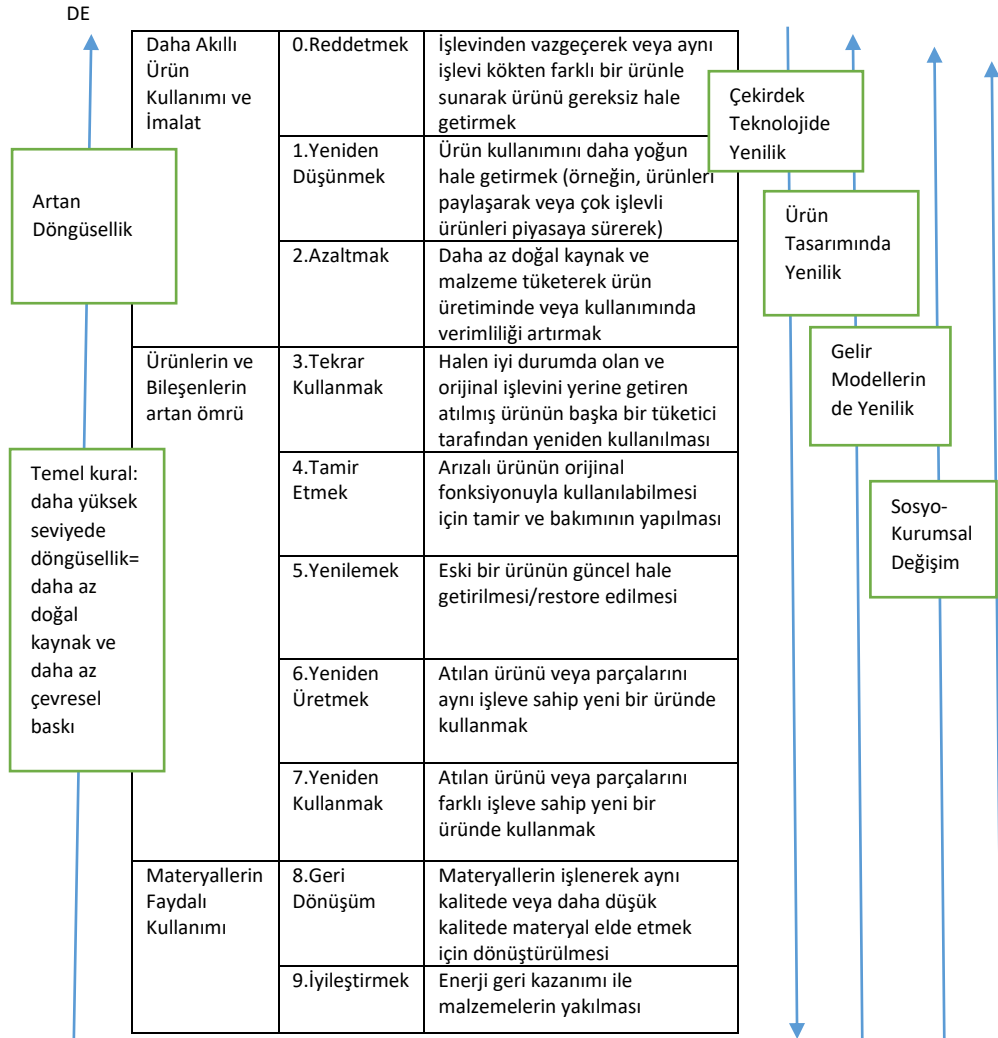 DE
Artan
Döngüsellik
Temel kural:
daha yüksek
seviyede
döngüsellik=
daha az
doğal
kaynak ve
daha az
çevresel
baskı
Daha Akıllı
Ürün
Kullanımı ve
İmalat
0.Reddetmek
İşlevinden vazgeçerek veya aynı
işlevi kökten farklı bir ürünle
sunarak ürünü gereksiz hale
getirmek
1.Yeniden
Düşünmek
Ürün kullanımını daha yoğun
hale getirmek (örneğin, ürünleri
paylaşarak veya çok işlevli
ürünleri piyasaya sürerek)
2.Azaltmak
Daha az doğal kaynak ve
malzeme tüketerek ürün
üretiminde veya kullanımında
verimliliği artırmak
Ürünlerin ve
Bileşenlerin
artan ömrü
3.Tekrar
Kullanmak
Halen iyi durumda olan ve
orijinal işlevini yerine getiren
atılmış ürünün başka bir tüketici
tarafından yeniden kullanılması
4.Tamir
Etmek
Arızalı ürünün orijinal
fonksiyonuyla kullanılabilmesi
için tamir ve bakımının yapılması
5.Yenilemek
Eski bir ürünün güncel hale
getirilmesi/restore edilmesi
6.Yeniden
Üretmek
Atılan ürünü veya parçalarını
aynı işleve sahip yeni bir üründe
kullanmak
7.Yeniden
Kullanmak
Atılan ürünü veya parçalarını
farklı işleve sahip yeni bir
üründe kullanmak
Materyallerin
Faydalı
Kullanımı
8.Geri
Dönüşüm
Materyallerin işlenerek aynı
kalitede veya daha düşük
kalitede materyal elde etmek
için dönüştürülmesi
9.İyileştirmek
Enerji geri kazanımı ile
malzemelerin yakılması
Çekirdek
Teknolojide
Yenilik
Ürün
Tasarımında
Yenilik
Gelir
Modellerin
de Yenilik
Sosyo-
Kurumsal
Değişim